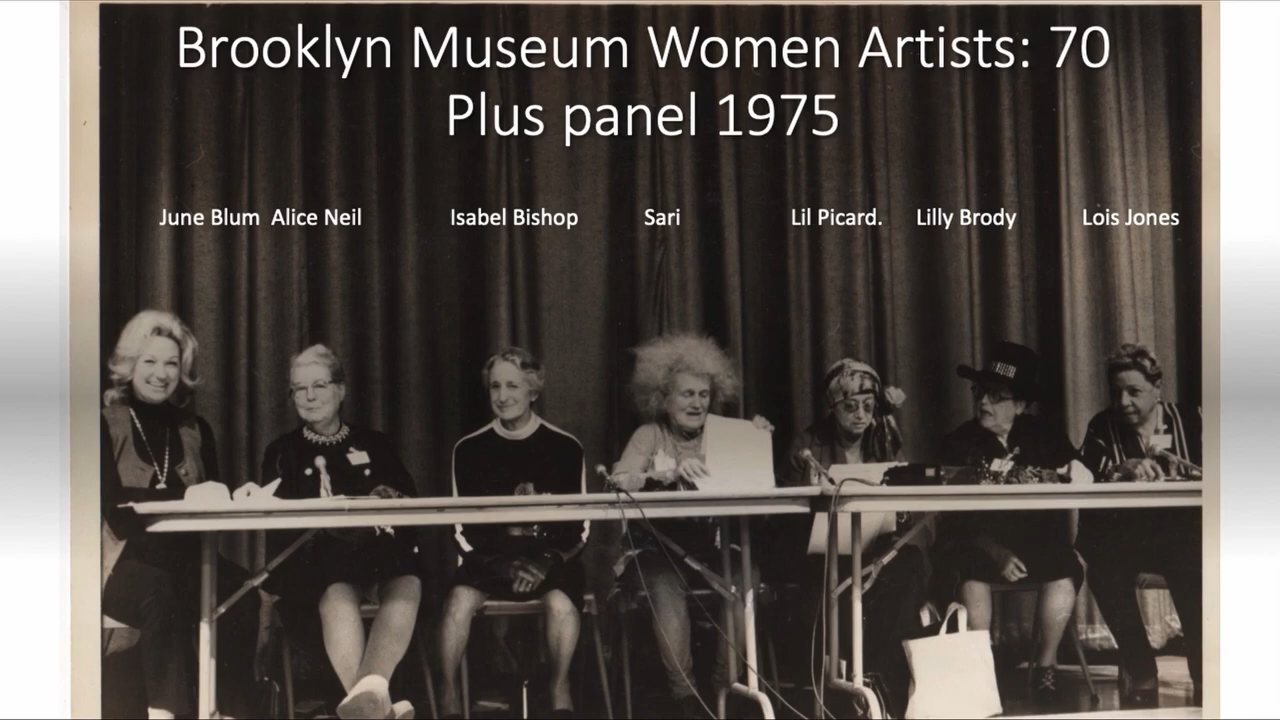 Brooklyn Museum Women Artists: 70
Plus panel 1975
June Blum Alice Neil Isabel Bishop Sari Lil Picard. Lilly Brody Lois Jones